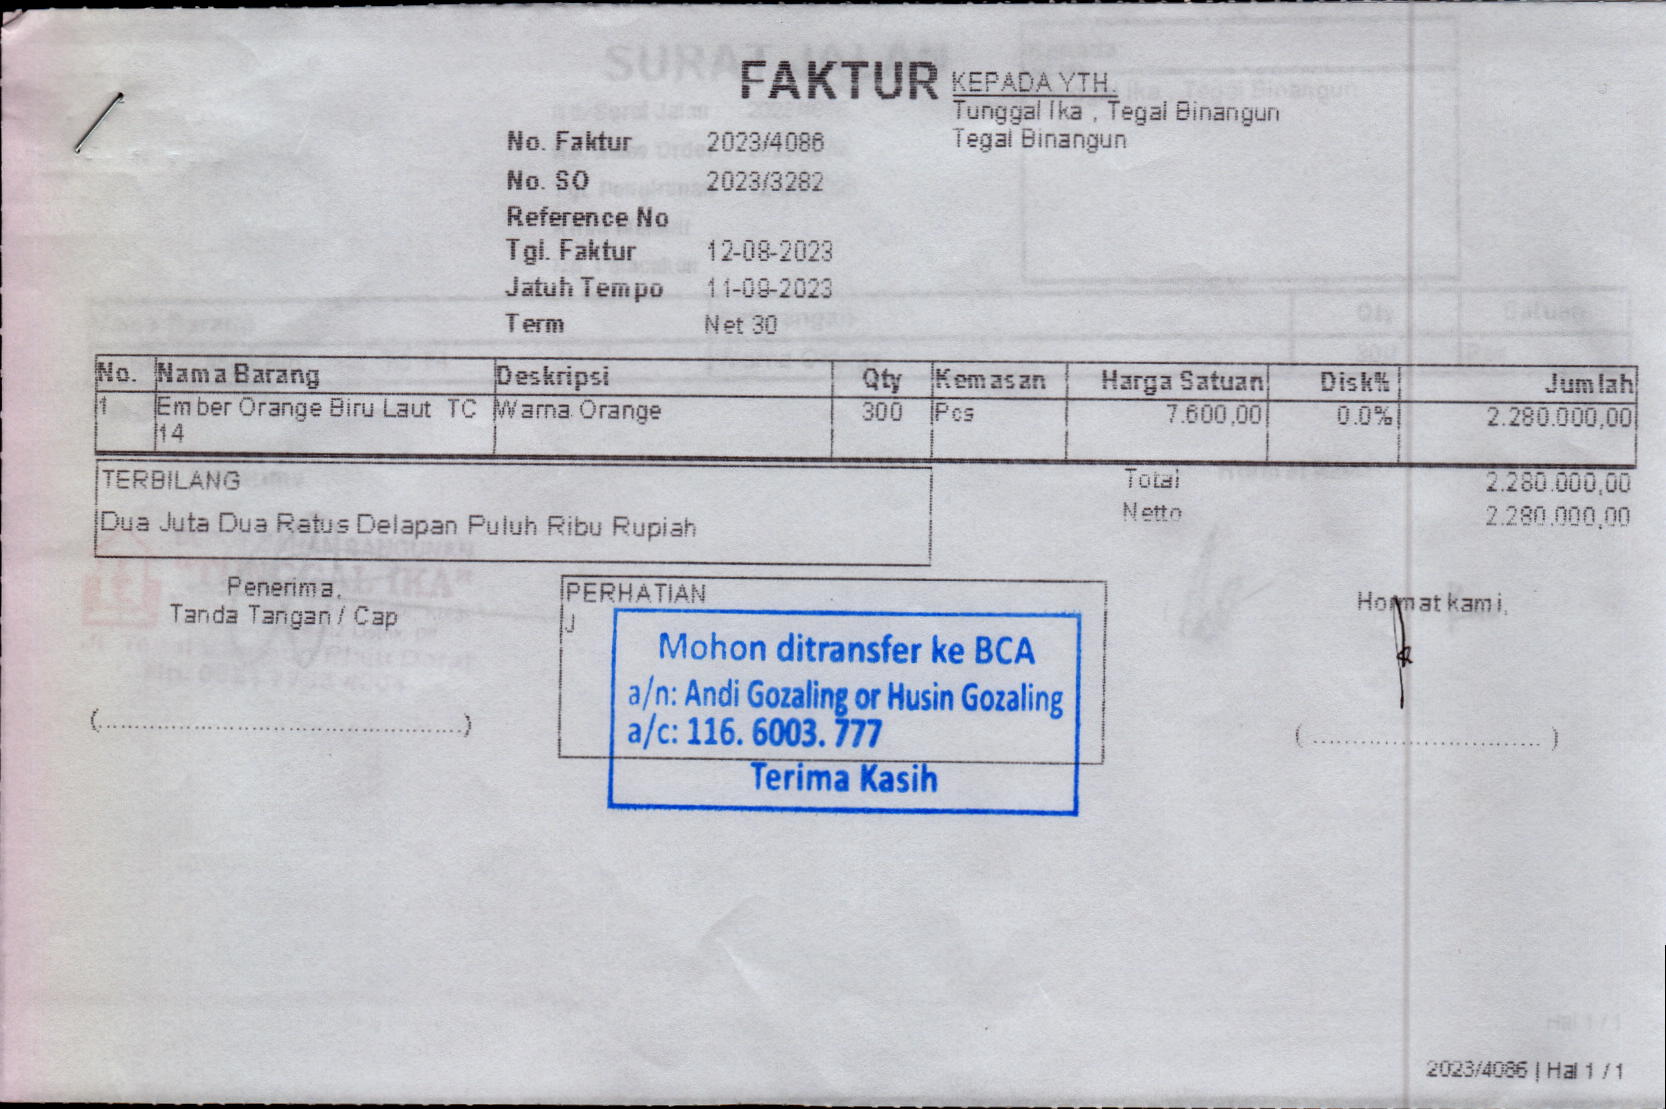 FAKTUR
KEPADA YTH.
Tunggal Ika , Tegal Binangun
Tegal Binangun
No. Faktur 2023/4086
No. SO 2023/3282
Reference No
Tgl. Faktur 12-08-2023
Jatuh Tempo 11-09-2023
Term Net 30
No. Nama Barang Deskripsi Qty Kemasan Harga Satuan Disk% Jumlah
1 Ember Orange Biru Laut TC Warna Orange 300 Pcs 7.600,00 0.0% 2.280.000,00
14
TERBILANG
Dua Juta Dua Ratus Delapan Puluh Ribu Rupiah
Total 2.280.000,00
Netto 2.280.000,00
Penerima,
Tanda Tangan / Cap
(.......................................................)
PERHATIAN
J
Mohon ditransfer ke BCA
a/n: Andi Gozaling or Husin Gozaling
a/c: 116. 6003. 777
Terima Kasih
Hormat kami,
( .................................. )
2023/4086 | Hal 1 / 1